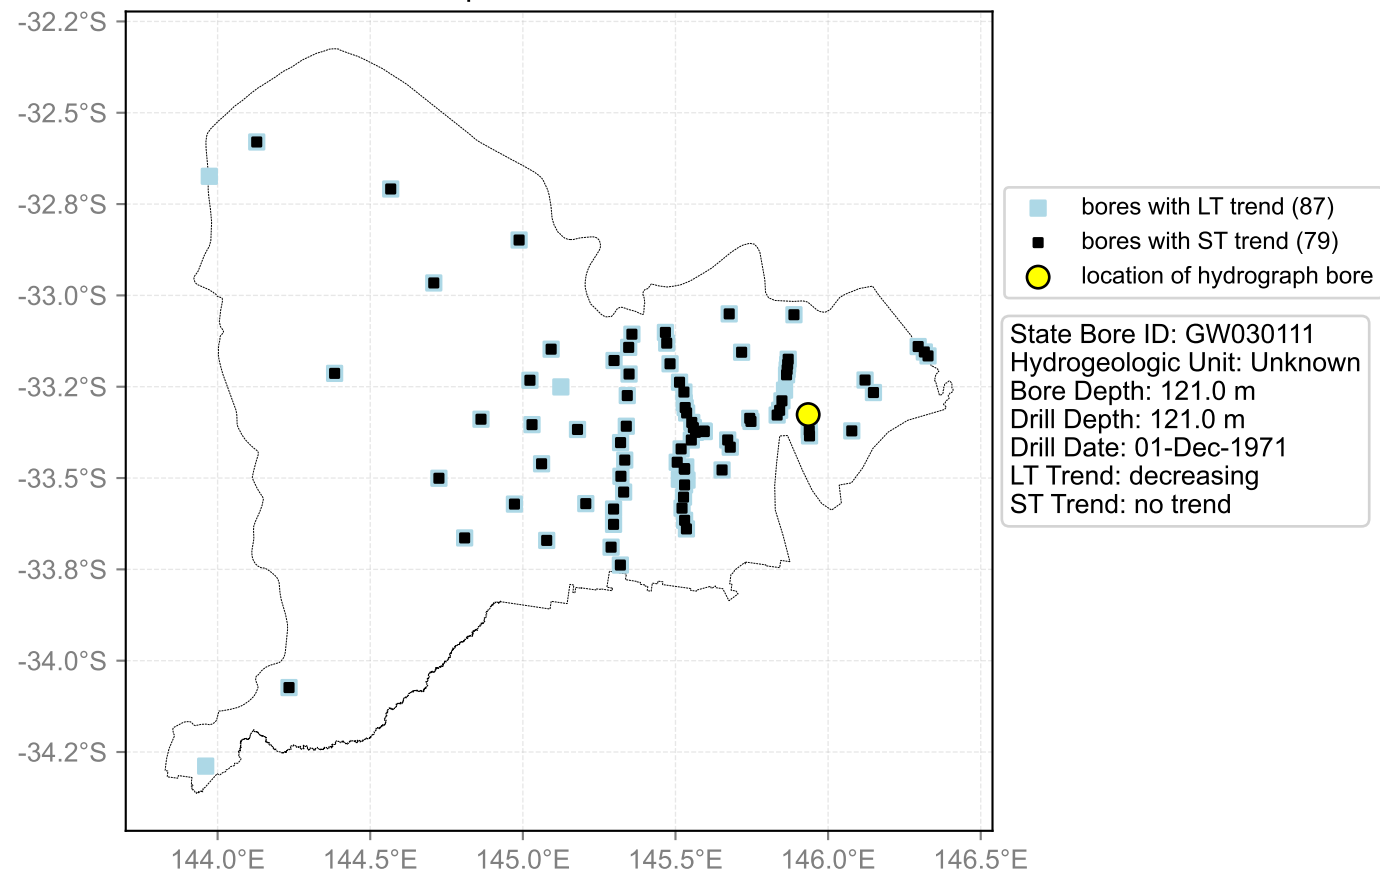 -32.2°S
-32.5°S
-32.8°S
-33.0°S
-33.2°S
-33.5°S
-33.8°S
-34.0°S
-34.2°S
144.0°E
144.5°E
145.0°E
145.5°E
146.0°E
146.5°E
bores with LT trend (87)
bores with ST trend (79)
location of hydrograph bore
State Bore ID: GW030111
Hydrogeologic Unit: Unknown
Bore Depth: 121.0 m
Drill Depth: 121.0 m
Drill Date: 01-Dec-1971
LT Trend: decreasing
ST Trend: no trend